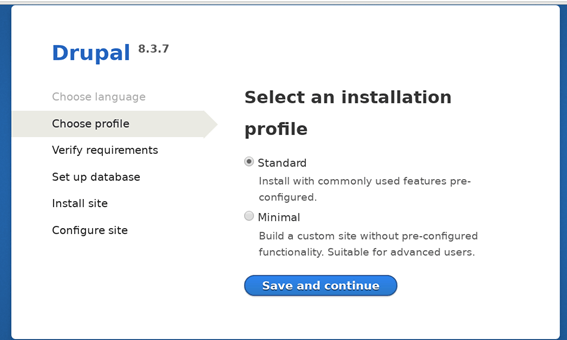 Drupal 8.3.7
Choose language
Choose profile
Verify requirements
Set up database
Install site
Configure site
Select an installation
profile
Standard
Install with commonly used features pre-
configured.
Minimal
Build a custom site without pre-configured
functionality. Suitable for advanced users.
Save and continue